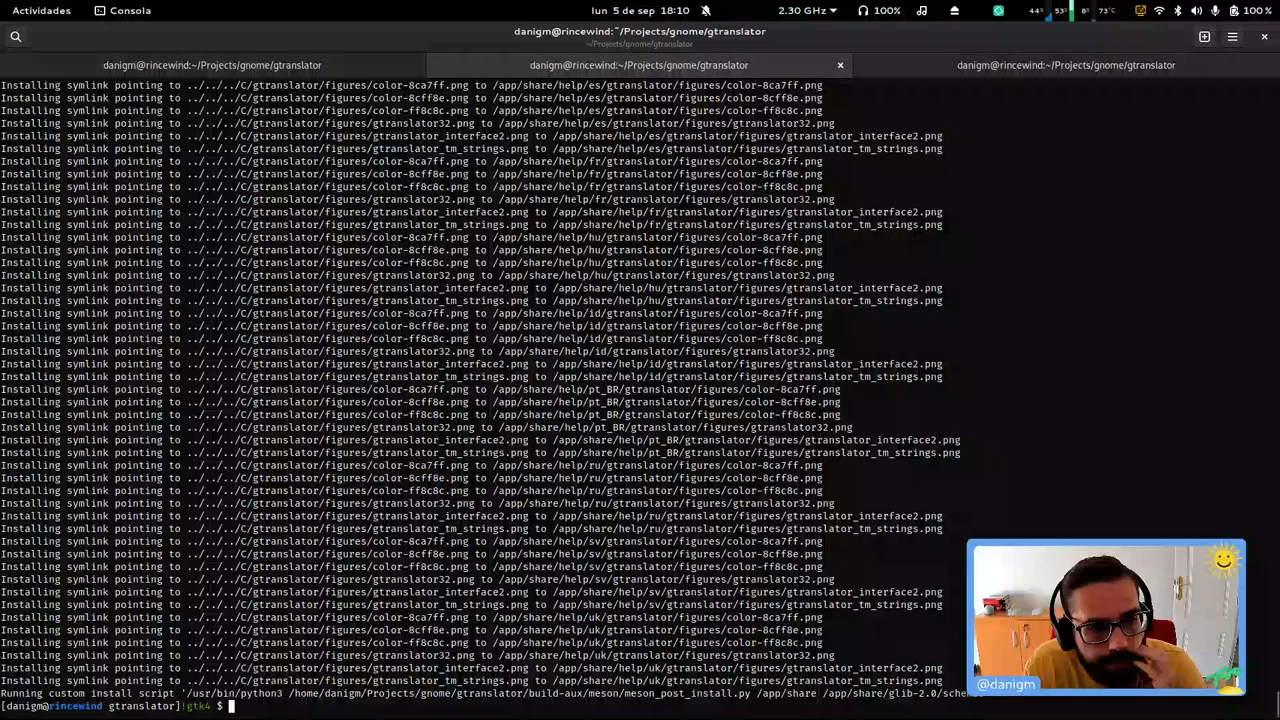 Actividades Consola lun 5 de sep 18:10 2.30 GHz 100% 44% 53% 8% 73°C 100 %
danigm@rincewind:~/Projects/gnome/gtranslator
~/Projects/gnome/gtranslator
danigm@rincewind:~/Projects/gnome/gtranslator danigm@rincewind:~/Projects/gnome/gtranslator danigm@rincewind:~/Projects/gnome/gtranslator
Installing symlink pointing to ../../../C/gtranslator/figures/color-8ca7ff.png to /app/share/help/es/gtranslator/figures/color-8ca7ff.png
Installing symlink pointing to ../../../C/gtranslator/figures/color-8cff8e.png to /app/share/help/es/gtranslator/figures/color-8cff8e.png
Installing symlink pointing to ../../../C/gtranslator/figures/color-ff8c8c.png to /app/share/help/es/gtranslator/figures/color-ff8c8c.png
Installing symlink pointing to ../../../C/gtranslator/figures/gtranslator32.png to /app/share/help/es/gtranslator/figures/gtranslator32.png
Installing symlink pointing to ../../../C/gtranslator/figures/gtranslator_interface2.png to /app/share/help/es/gtranslator/figures/gtranslator_interface2.png
Installing symlink pointing to ../../../C/gtranslator/figures/gtranslator_tm_strings.png to /app/share/help/es/gtranslator/figures/gtranslator_tm_strings.png
Installing symlink pointing to ../../../C/gtranslator/figures/color-8ca7ff.png to /app/share/help/fr/gtranslator/figures/color-8ca7ff.png
Installing symlink pointing to ../../../C/gtranslator/figures/color-8cff8e.png to /app/share/help/fr/gtranslator/figures/color-8cff8e.png
Installing symlink pointing to ../../../C/gtranslator/figures/color-ff8c8c.png to /app/share/help/fr/gtranslator/figures/color-ff8c8c.png
Installing symlink pointing to ../../../C/gtranslator/figures/gtranslator32.png to /app/share/help/fr/gtranslator/figures/gtranslator32.png
Installing symlink pointing to ../../../C/gtranslator/figures/gtranslator_interface2.png to /app/share/help/fr/gtranslator/figures/gtranslator_interface2.png
Installing symlink pointing to ../../../C/gtranslator/figures/gtranslator_tm_strings.png to /app/share/help/fr/gtranslator/figures/gtranslator_tm_strings.png
Installing symlink pointing to ../../../C/gtranslator/figures/color-8ca7ff.png to /app/share/help/hu/gtranslator/figures/color-8ca7ff.png
Installing symlink pointing to ../../../C/gtranslator/figures/color-8cff8e.png to /app/share/help/hu/gtranslator/figures/color-8cff8e.png
Installing symlink pointing to ../../../C/gtranslator/figures/color-ff8c8c.png to /app/share/help/hu/gtranslator/figures/color-ff8c8c.png
Installing symlink pointing to ../../../C/gtranslator/figures/gtranslator32.png to /app/share/help/hu/gtranslator/figures/gtranslator32.png
Installing symlink pointing to ../../../C/gtranslator/figures/gtranslator_interface2.png to /app/share/help/hu/gtranslator/figures/gtranslator_interface2.png
Installing symlink pointing to ../../../C/gtranslator/figures/gtranslator_tm_strings.png to /app/share/help/hu/gtranslator/figures/gtranslator_tm_strings.png
Installing symlink pointing to ../../../C/gtranslator/figures/color-8ca7ff.png to /app/share/help/id/gtranslator/figures/color-8ca7ff.png
Installing symlink pointing to ../../../C/gtranslator/figures/color-8cff8e.png to /app/share/help/id/gtranslator/figures/color-8cff8e.png
Installing symlink pointing to ../../../C/gtranslator/figures/color-ff8c8c.png to /app/share/help/id/gtranslator/figures/color-ff8c8c.png
Installing symlink pointing to ../../../C/gtranslator/figures/gtranslator32.png to /app/share/help/id/gtranslator/figures/gtranslator32.png
Installing symlink pointing to ../../../C/gtranslator/figures/gtranslator_interface2.png to /app/share/help/id/gtranslator/figures/gtranslator_interface2.png
Installing symlink pointing to ../../../C/gtranslator/figures/gtranslator_tm_strings.png to /app/share/help/id/gtranslator/figures/gtranslator_tm_strings.png
Installing symlink pointing to ../../../C/gtranslator/figures/color-8ca7ff.png to /app/share/help/pt_BR/gtranslator/figures/color-8ca7ff.png
Installing symlink pointing to ../../../C/gtranslator/figures/color-8cff8e.png to /app/share/help/pt_BR/gtranslator/figures/color-8cff8e.png
Installing symlink pointing to ../../../C/gtranslator/figures/color-ff8c8c.png to /app/share/help/pt_BR/gtranslator/figures/color-ff8c8c.png
Installing symlink pointing to ../../../C/gtranslator/figures/gtranslator32.png to /app/share/help/pt_BR/gtranslator/figures/gtranslator32.png
Installing symlink pointing to ../../../C/gtranslator/figures/gtranslator_interface2.png to /app/share/help/pt_BR/gtranslator/figures/gtranslator_interface2.png
Installing symlink pointing to ../../../C/gtranslator/figures/gtranslator_tm_strings.png to /app/share/help/pt_BR/gtranslator/figures/gtranslator_tm_strings.png
Installing symlink pointing to ../../../C/gtranslator/figures/color-8ca7ff.png to /app/share/help/ru/gtranslator/figures/color-8ca7ff.png
Installing symlink pointing to ../../../C/gtranslator/figures/color-8cff8e.png to /app/share/help/ru/gtranslator/figures/color-8cff8e.png
Installing symlink pointing to ../../../C/gtranslator/figures/color-ff8c8c.png to /app/share/help/ru/gtranslator/figures/color-ff8c8c.png
Installing symlink pointing to ../../../C/gtranslator/figures/gtranslator32.png to /app/share/help/ru/gtranslator/figures/gtranslator32.png
Installing symlink pointing to ../../../C/gtranslator/figures/gtranslator_interface2.png to /app/share/help/ru/gtranslator/figures/gtranslator_interface2.png
Installing symlink pointing to ../../../C/gtranslator/figures/gtranslator_tm_strings.png to /app/share/help/ru/gtranslator/figures/gtranslator_tm_strings.png
Installing symlink pointing to ../../../C/gtranslator/figures/color-8ca7ff.png to /app/share/help/sv/gtranslator/figures/color-8ca7ff.png
Installing symlink pointing to ../../../C/gtranslator/figures/color-8cff8e.png to /app/share/help/sv/gtranslator/figures/color-8cff8e.png
Installing symlink pointing to ../../../C/gtranslator/figures/color-ff8c8c.png to /app/share/help/sv/gtranslator/figures/color-ff8c8c.png
Installing symlink pointing to ../../../C/gtranslator/figures/gtranslator32.png to /app/share/help/sv/gtranslator/figures/gtranslator32.png
Installing symlink pointing to ../../../C/gtranslator/figures/gtranslator_interface2.png to /app/share/help/sv/gtranslator/figures/gtranslator_interface2.png
Installing symlink pointing to ../../../C/gtranslator/figures/gtranslator_tm_strings.png to /app/share/help/sv/gtranslator/figures/gtranslator_tm_strings.png
Installing symlink pointing to ../../../C/gtranslator/figures/color-8ca7ff.png to /app/share/help/uk/gtranslator/figures/color-8ca7ff.png
Installing symlink pointing to ../../../C/gtranslator/figures/color-8cff8e.png to /app/share/help/uk/gtranslator/figures/color-8cff8e.png
Installing symlink pointing to ../../../C/gtranslator/figures/color-ff8c8c.png to /app/share/help/uk/gtranslator/figures/color-ff8c8c.png
Installing symlink pointing to ../../../C/gtranslator/figures/gtranslator32.png to /app/share/help/uk/gtranslator/figures/gtranslator32.png
Installing symlink pointing to ../../../C/gtranslator/figures/gtranslator_interface2.png to /app/share/help/uk/gtranslator/figures/gtranslator_interface2.png
Installing symlink pointing to ../../../C/gtranslator/figures/gtranslator_tm_strings.png to /app/share/help/uk/gtranslator/figures/gtranslator_tm_strings.png
Running custom install script '/usr/bin/python3 /home/danigm/Projects/gnome/gtranslator/build-aux/meson/meson_post_install.py /app/share /app/share/glib-2.0/schem
[danigm@rincewind gtranslator]!gtk4 $
@danigm